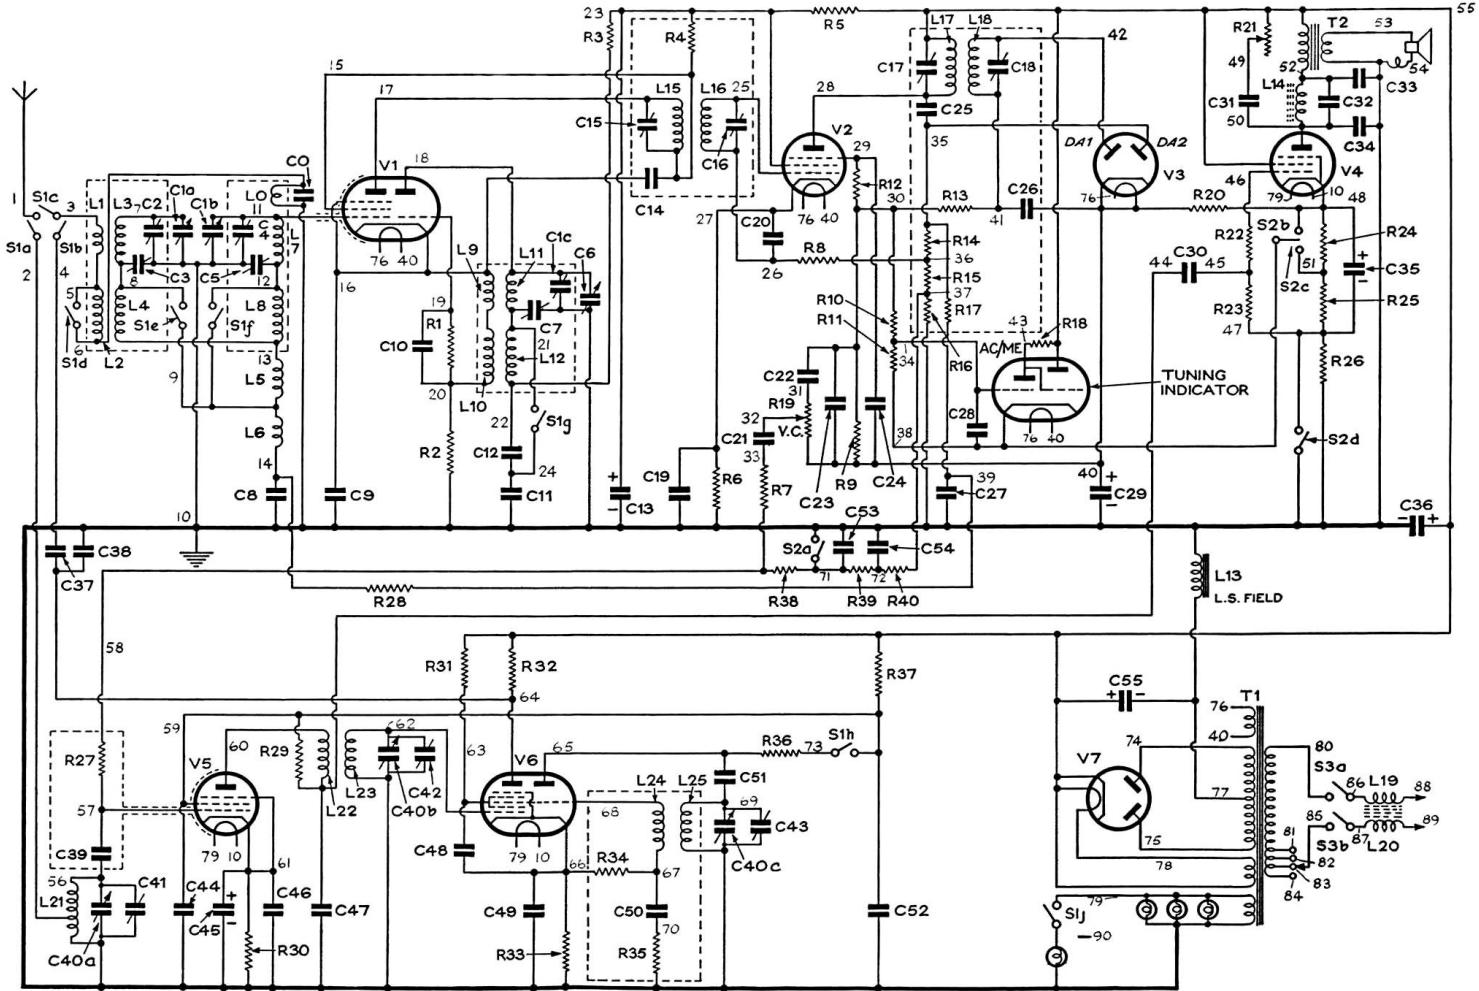 23
55
R3
R4
R5
L17
L18
R21
T2
53
42
15
49
52
54
17
L15
L16
25
28
C17
C18
L14
C33
C15
C25
C31
C32
50
C34
V2
35
DA1
DA2
C16
V1
18
29
V3
V4
CO
R12
1
S1c
3
L3
7
C2
C1a
C1b
LO
11
C4
L7
C14
30
R13
C26
76
R20
46
79
10
48
S1a
S1b
L1
76
40
27
C20
76
40
41
S2b
R24
R22
2
4
C3
C5
12
8
16
L9
L11
C1c
C6
26
R8
R14
36
R15
37
44
C30
45
51
S2c
C35
5
L4
S1e
S1f
L8
19
C7
21
R10
R11
R17
R23
R25
S1d
6
L2
R1
C10
L12
34
R16
43
R18
AC/ME
47
R26
9
13
L5
20
L10
C22
31
TUNING
INDICATOR
L6
22
S1g
32
R19
V.C.
C28
76
40
S2d
R2
C12
24
C21
33
38
14
C19
R6
R7
C23
R9
C24
39
40
C8
C9
C11
C13
C27
C29
C36
10
C53
S2a
C54
C38
C37
71
72
R38
R39
R40
R28
L13
L.S. FIELD
58
R31
R32
R37
64
C55
T1
59
60
62
63
65
R36
73
S1h
76
40
74
80
S3a
86
L19
88
R27
V5
R29
L22
L23
C42
C40b
V6
L24
L25
C51
V7
77
57
68
69
C43
C40c
85
S3b
87
L20
89
75
81
82
83
84
C39
79
10
61
C48
79
10
66
R34
67
78
56
L21
C41
C44
C45
C46
C47
C49
C50
70
C52
79
S1j
90
C40a
R30
R33
R35